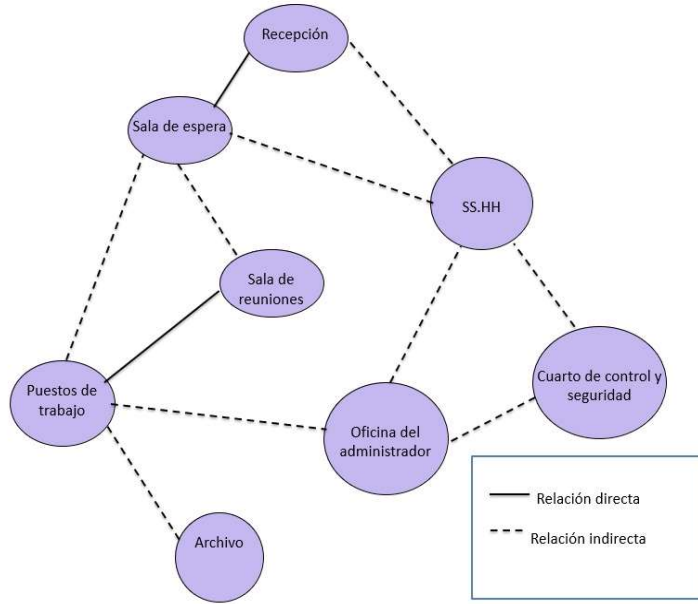 Recepción
Sala de espera
SS.HH
Sala de
reuniones
Cuarto de control y
seguridad
Puestos de
trabajo
Oficina del
administrador
Archivo
Relación directa
Relación indirecta